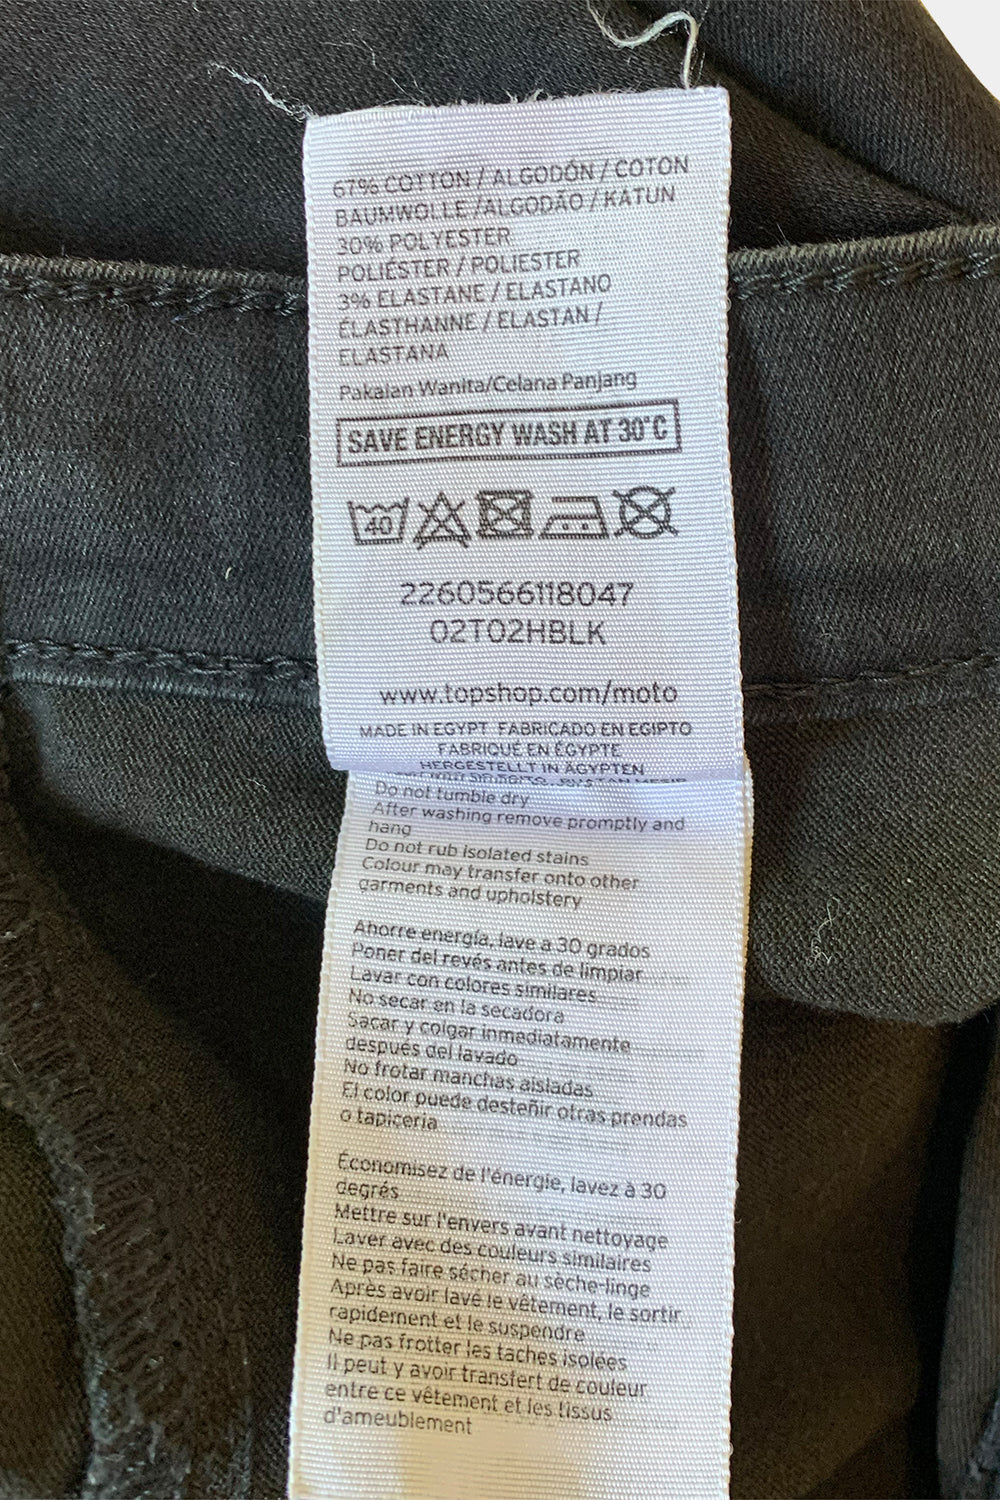 67% COTTON / ALGODÓN / COTON
BAUMWOLLE /ALGODÃO / KATUN
30% POLYESTER
POLIÉSTER / POLIESTER
3% ELASTANE / ELASTANO
ÉLASTHANNE / ELASTAN /
ELASTANA
Pakaian Wanita/Celana Panjang
SAVE ENERGY WASH AT 30°C
40
2260566118047
02T02HBLK
www.topshop.com/moto
MADE IN EGYPT FABRICADO EN EGIPTO
FABRIQUÉ EN ÉGYPTE
HERGESTELLT IN ÄGYPTEN
Do not tumble dry
After washing remove promptly and
hang
Do not rub isolated stains
Colour may transfer onto other
garments and upholstery
Ahorre energía, lave a 30 grados
Poner del revés antes de limpiar
Lavar con colores similares
No secar en la secadora
Sacar y colgar inmediatamente
después del lavado
No frotar manchas aisladas
El color puede desteñir otras prendas
o tapicería
Économisez de l'énergie, lavez à 30
degrés
Mettre sur l'envers avant nettoyage
Laver avec des couleurs similaires
Ne pas faire sécher au sèche-linge
Après avoir lavé le vêtement, le sortir
rapidement et le suspendre
Ne pas frotter les taches isolées
Il peut y avoir transfert de couleur
entre ce vêtement et les tissus
d'ameublement